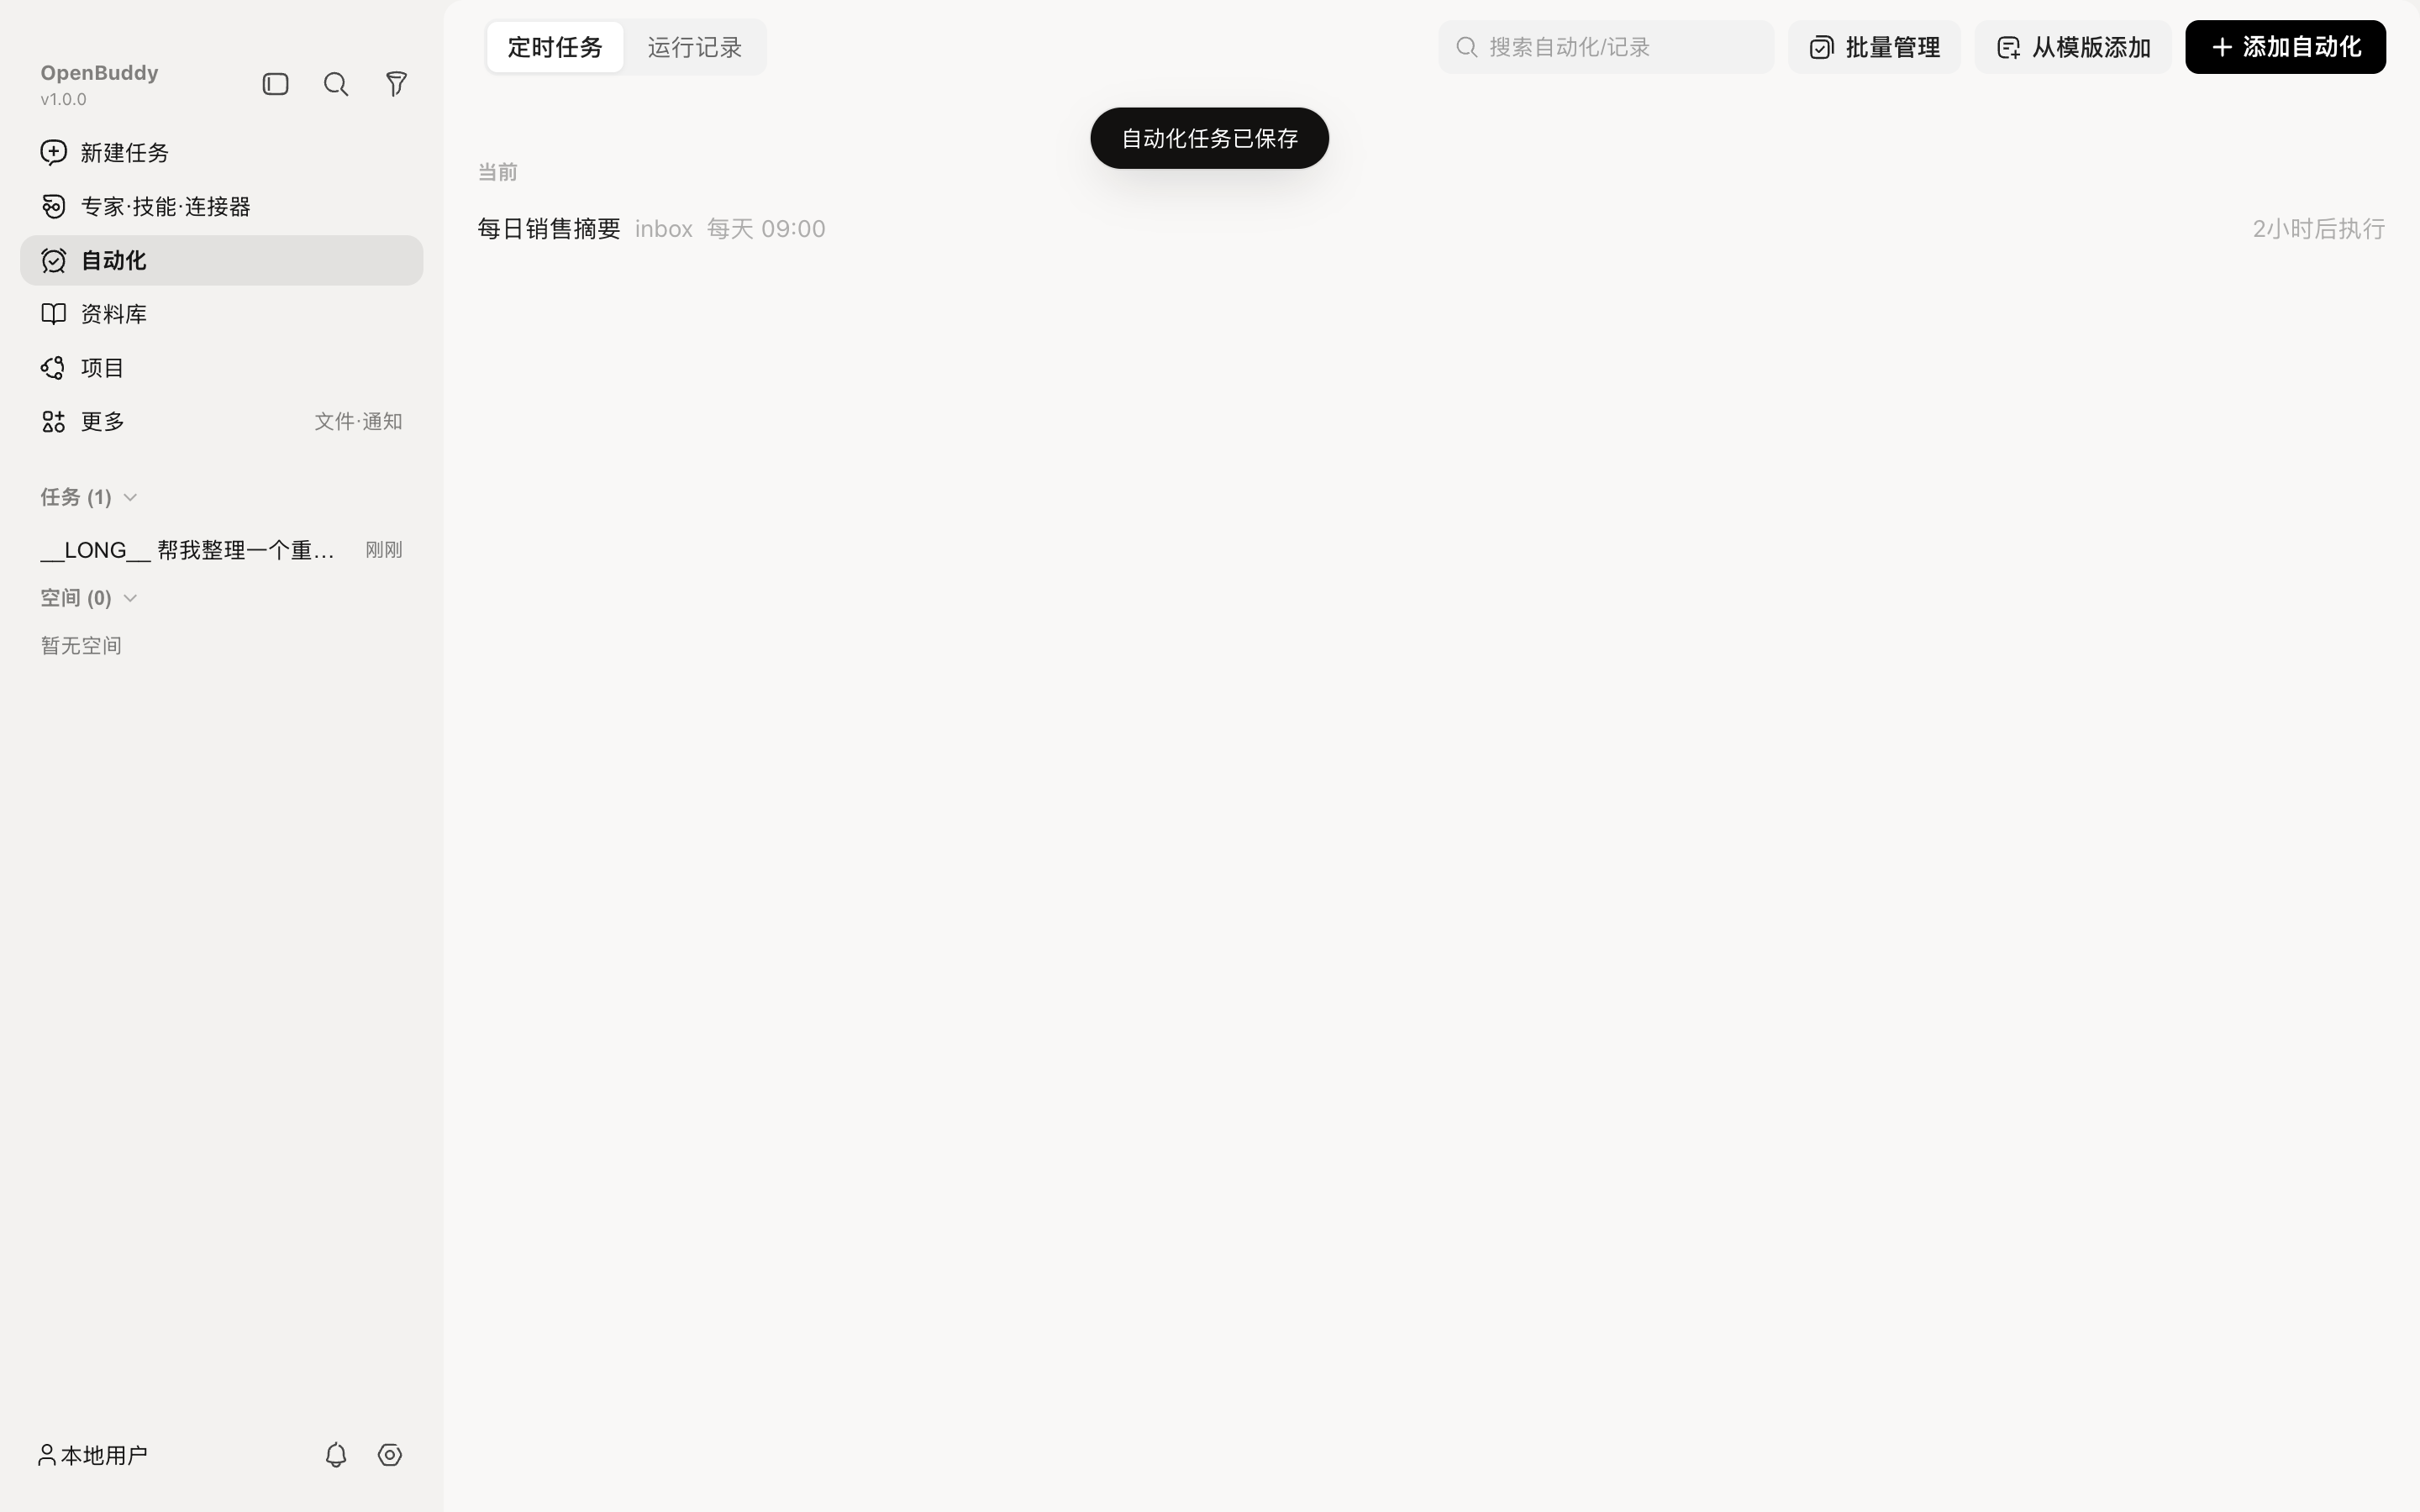 OpenBuddy
v1.0.0
新建任务
专家·技能·连接器
自动化
资料库
项目
更多 文件·通知
任务 (1)
__LONG__ 帮我整理一个重... 刚刚
空间 (0)
暂无空间
本地用户
定时任务 运行记录 搜索自动化/记录 批量管理 从模版添加 添加自动化
自动化任务已保存
当前
每日销售摘要 inbox 每天 09:00 2小时后执行